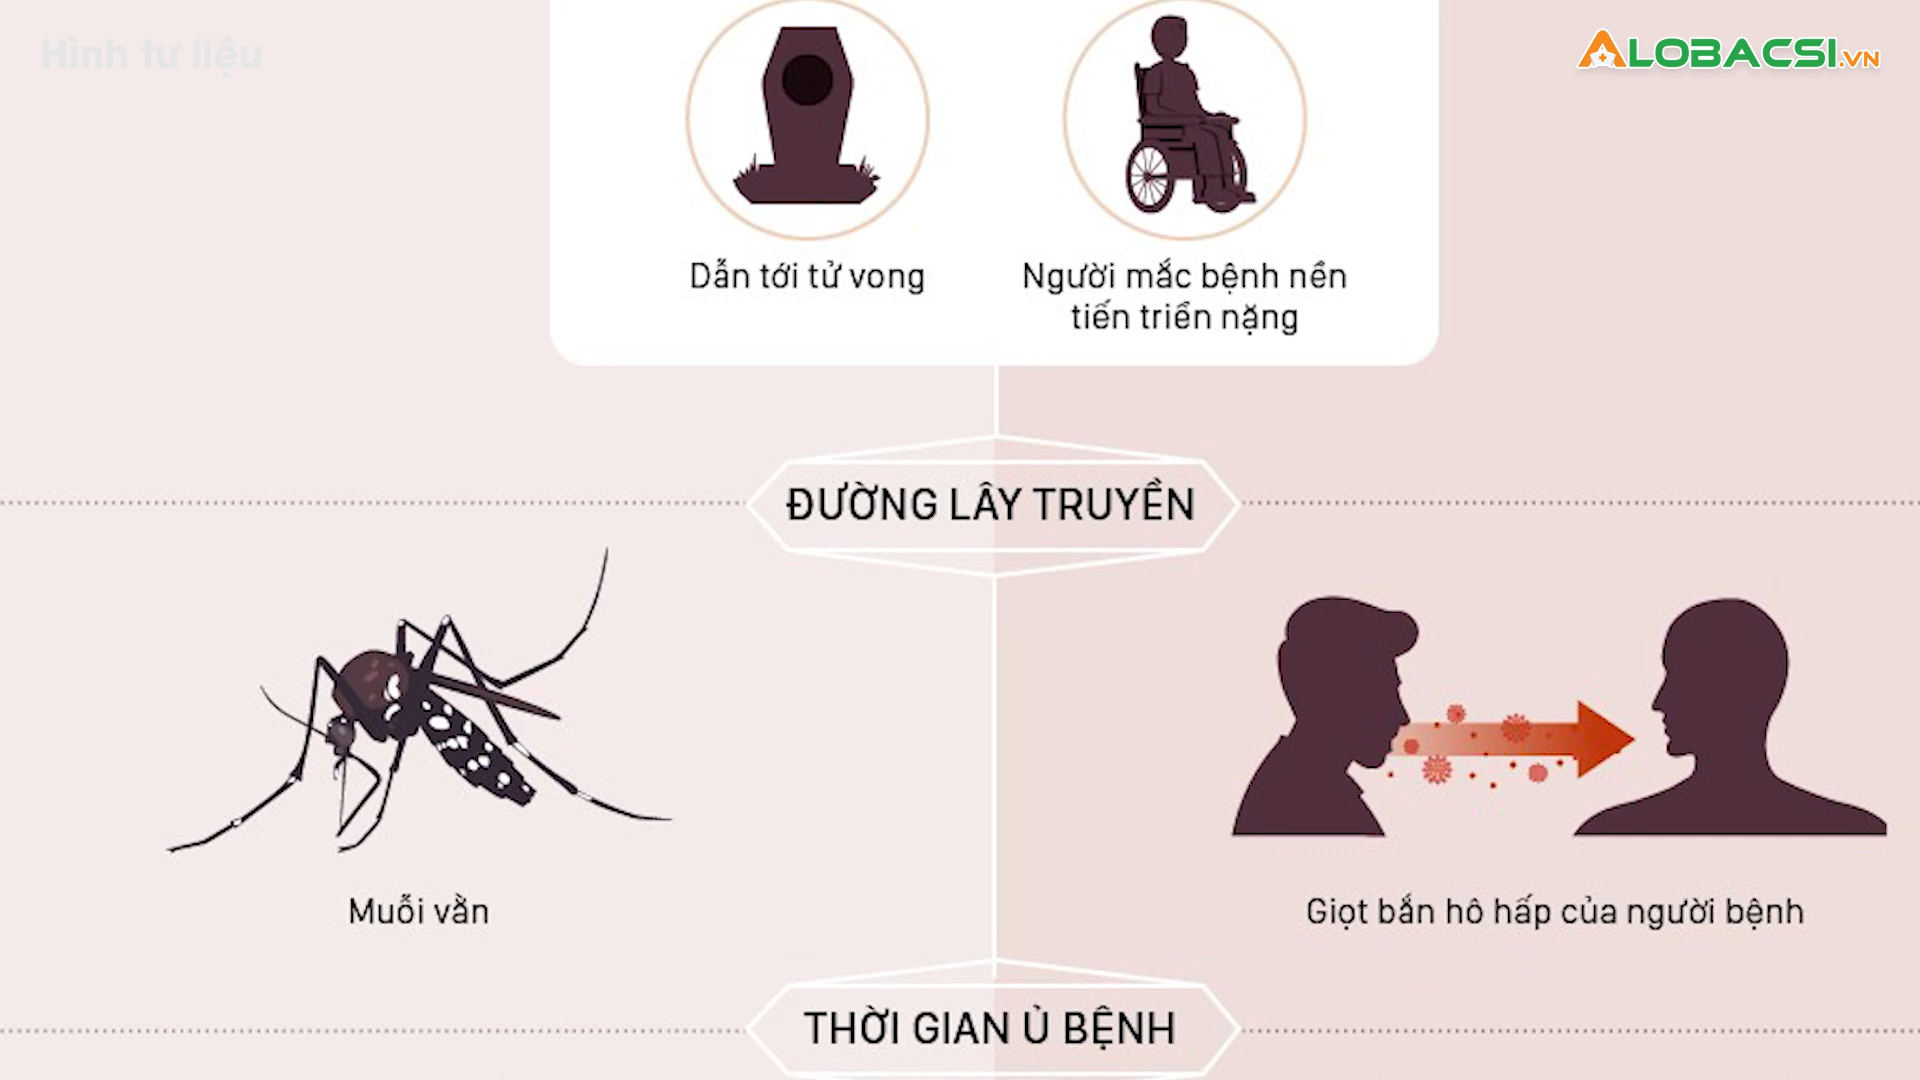 Hình tư liệu
ALOBACSI.VN
Dẫn tới tử vong
Người mắc bệnh nền
tiến triển nặng
ĐƯỜNG LÂY TRUYỀN
Muỗi vằn
Giọt bắn hô hấp của người bệnh
THỜI GIAN Ủ BỆNH